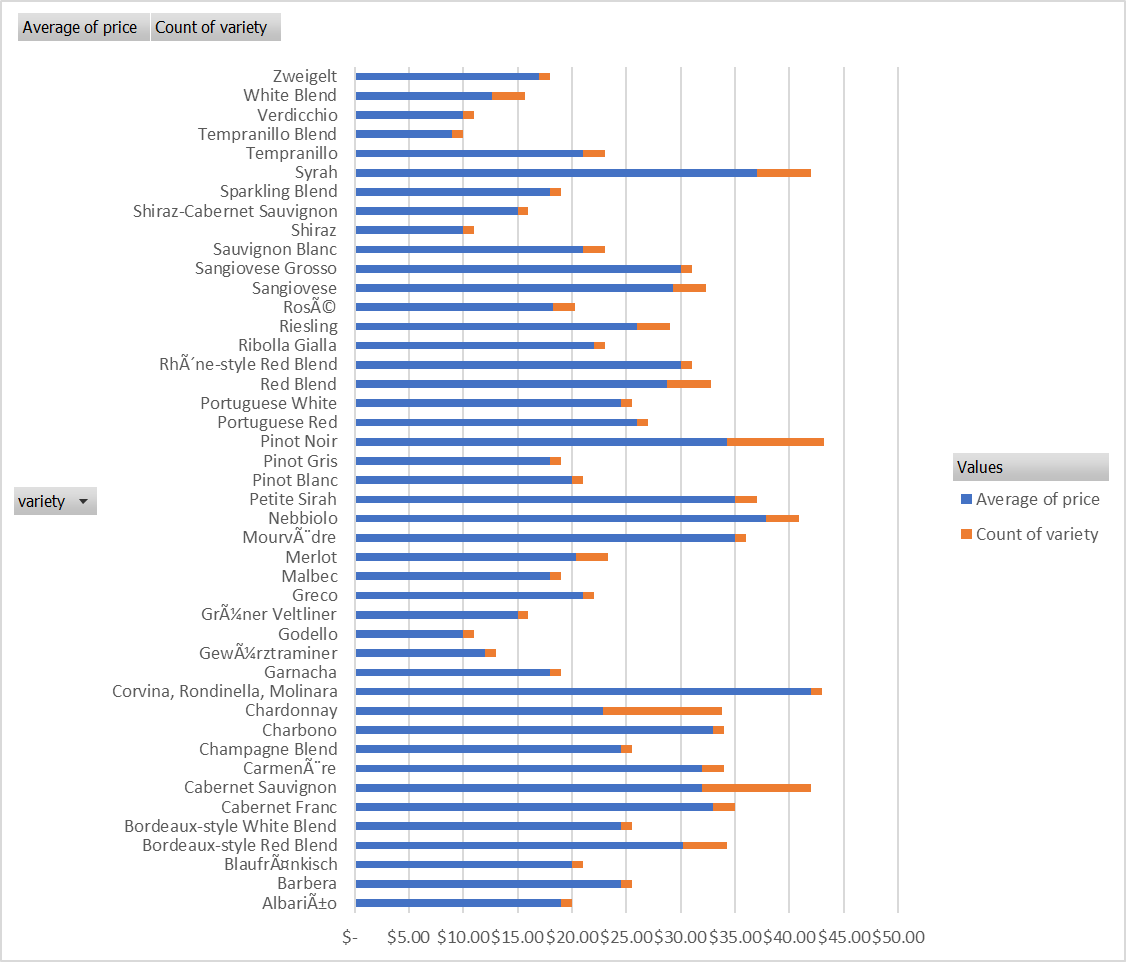 Average of price Count of variety
Zweigelt
White Blend
Verdicchio
Tempranillo Blend
Tempranillo
Syrah
Sparkling Blend
Shiraz-Cabernet Sauvignon
Shiraz
Sauvignon Blanc
Sangiovese Grosso
Sangiovese
RosÃ©
Riesling
Ribolla Gialla
RhÃ´ne-style Red Blend
Red Blend
Portuguese White
Portuguese Red
Pinot Noir
Pinot Gris
Pinot Blanc
Petite Sirah
Nebbiolo
MourvÃ¨dre
Merlot
Malbec
Greco
GrÃ¼ner Veltliner
Godello
GewÃ¼rztraminer
Garnacha
Corvina, Rondinella, Molinara
Chardonnay
Charbono
Champagne Blend
CarmenÃ¨re
Cabernet Sauvignon
Cabernet Franc
Bordeaux-style White Blend
Bordeaux-style Red Blend
BlaufrÃ¤nkisch
Barbera
AlbariÃ±o
$- $5.00 $10.00 $15.00 $20.00 $25.00 $30.00 $35.00 $40.00 $45.00 $50.00
variety
Values
Average of price
Count of variety